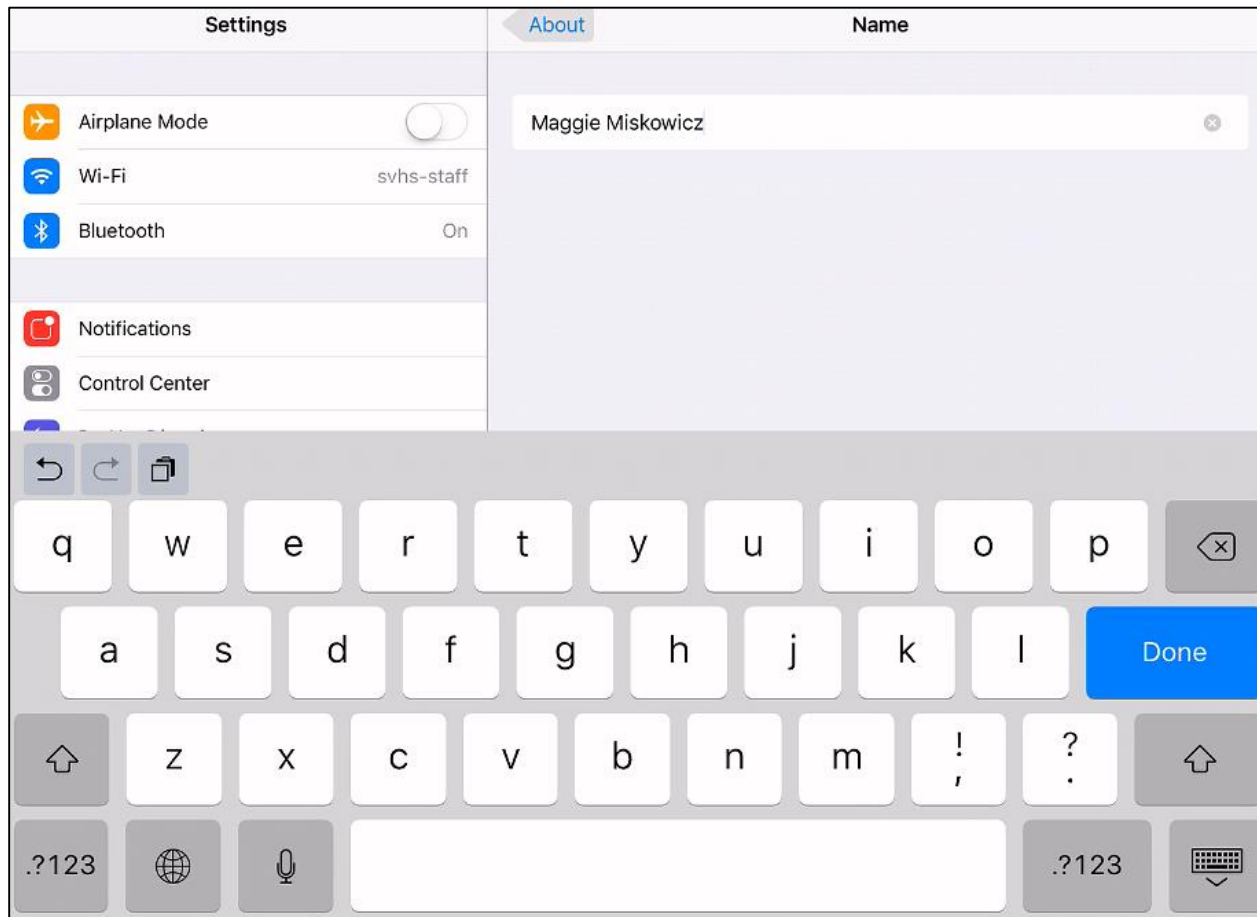 Settings
About
Name
Airplane Mode
Maggie Miskowicz
Wi-Fi
svhs-staff
Bluetooth
On
Notifications
Control Center
q w e r t y u i o p
a s d f g h j k l Done
z x c v b n m ! , ? .
.?123 .?123